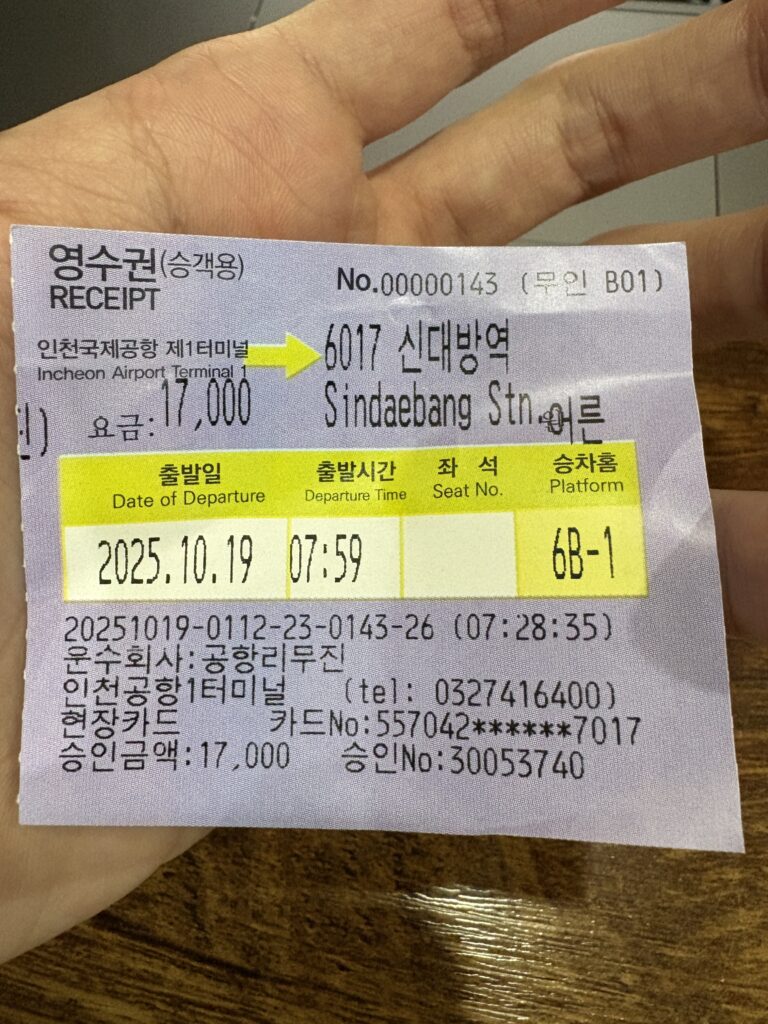 영수권(승객용)
RECEIPT
No.00000143 (무인 B01)
인천국제공항 제1터미널
Incheon Airport Terminal 1
6017 신대방역
Sindaebang Stn.
어른
요금:17,000
출발일 출발시간 좌 석 승차홈
Date of Departure Departure Time Seat No. Platform
2025.10.19 07:59 6B-1
20251019-0112-23-0143-26 (07:28:35)
운수회사:공항리무진
인천공항1터미널 (tel: 0327416400)
현장카드 카드No:557042******7017
승인금액:17,000 승인No:30053740